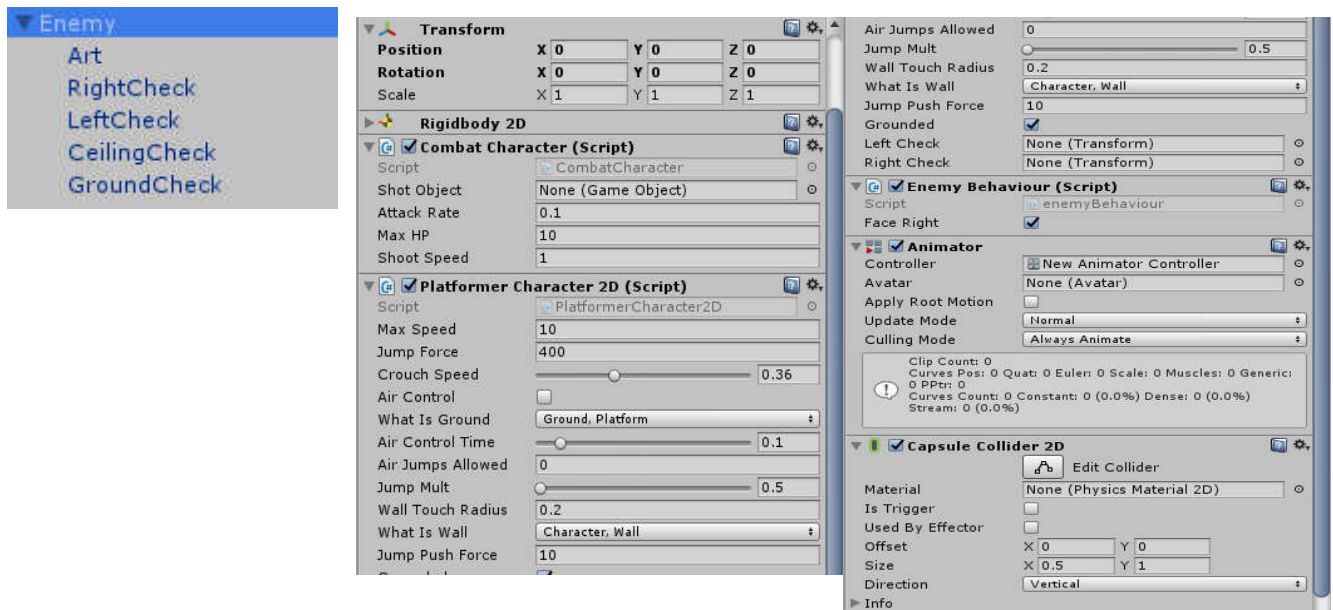 Enemy
Art
RightCheck
LeftCheck
CeilingCheck
GroundCheck
Transform
Position X 0 Y 0 Z 0
Rotation X 0 Y 0 Z 0
Scale X 1 Y 1 Z 1
Rigidbody 2D
Combat Character (Script)
Script CombatCharacter
Shot Object None (Game Object)
Attack Rate 0.1
Max HP 10
Shoot Speed 1
Platformer Character 2D (Script)
Script PlatformerCharacter2D
Max Speed 10
Jump Force 400
Crouch Speed 0.36
Air Control
What Is Ground Ground, Platform
Air Control Time 0.1
Air Jumps Allowed 0
Jump Mult 0.5
Wall Touch Radius 0.2
What Is Wall Character, Wall
Jump Push Force 10
Air Jumps Allowed 0
Jump Mult 0.5
Wall Touch Radius 0.2
What Is Wall Character, Wall
Jump Push Force 10
Grounded
Left Check None (Transform)
Right Check None (Transform)
Enemy Behaviour (Script)
Script enemyBehaviour
Face Right
Animator
Controller New Animator Controller
Avatar None (Avatar)
Apply Root Motion
Update Mode Normal
Culling Mode Always Animate
Clip Count: 0
Curves Pos: 0 Quat: 0 Euler: 0 Scale: 0 Muscles: 0 Generic:
0 PPtr: 0
Curves Count: 0 Constant: 0 (0.0%) Dense: 0 (0.0%)
Stream: 0 (0.0%)
Capsule Collider 2D
Edit Collider
Material None (Physics Material 2D)
Is Trigger
Used By Effector
Offset X 0 Y 0
Size X 0.5 Y 1
Direction Vertical
Info